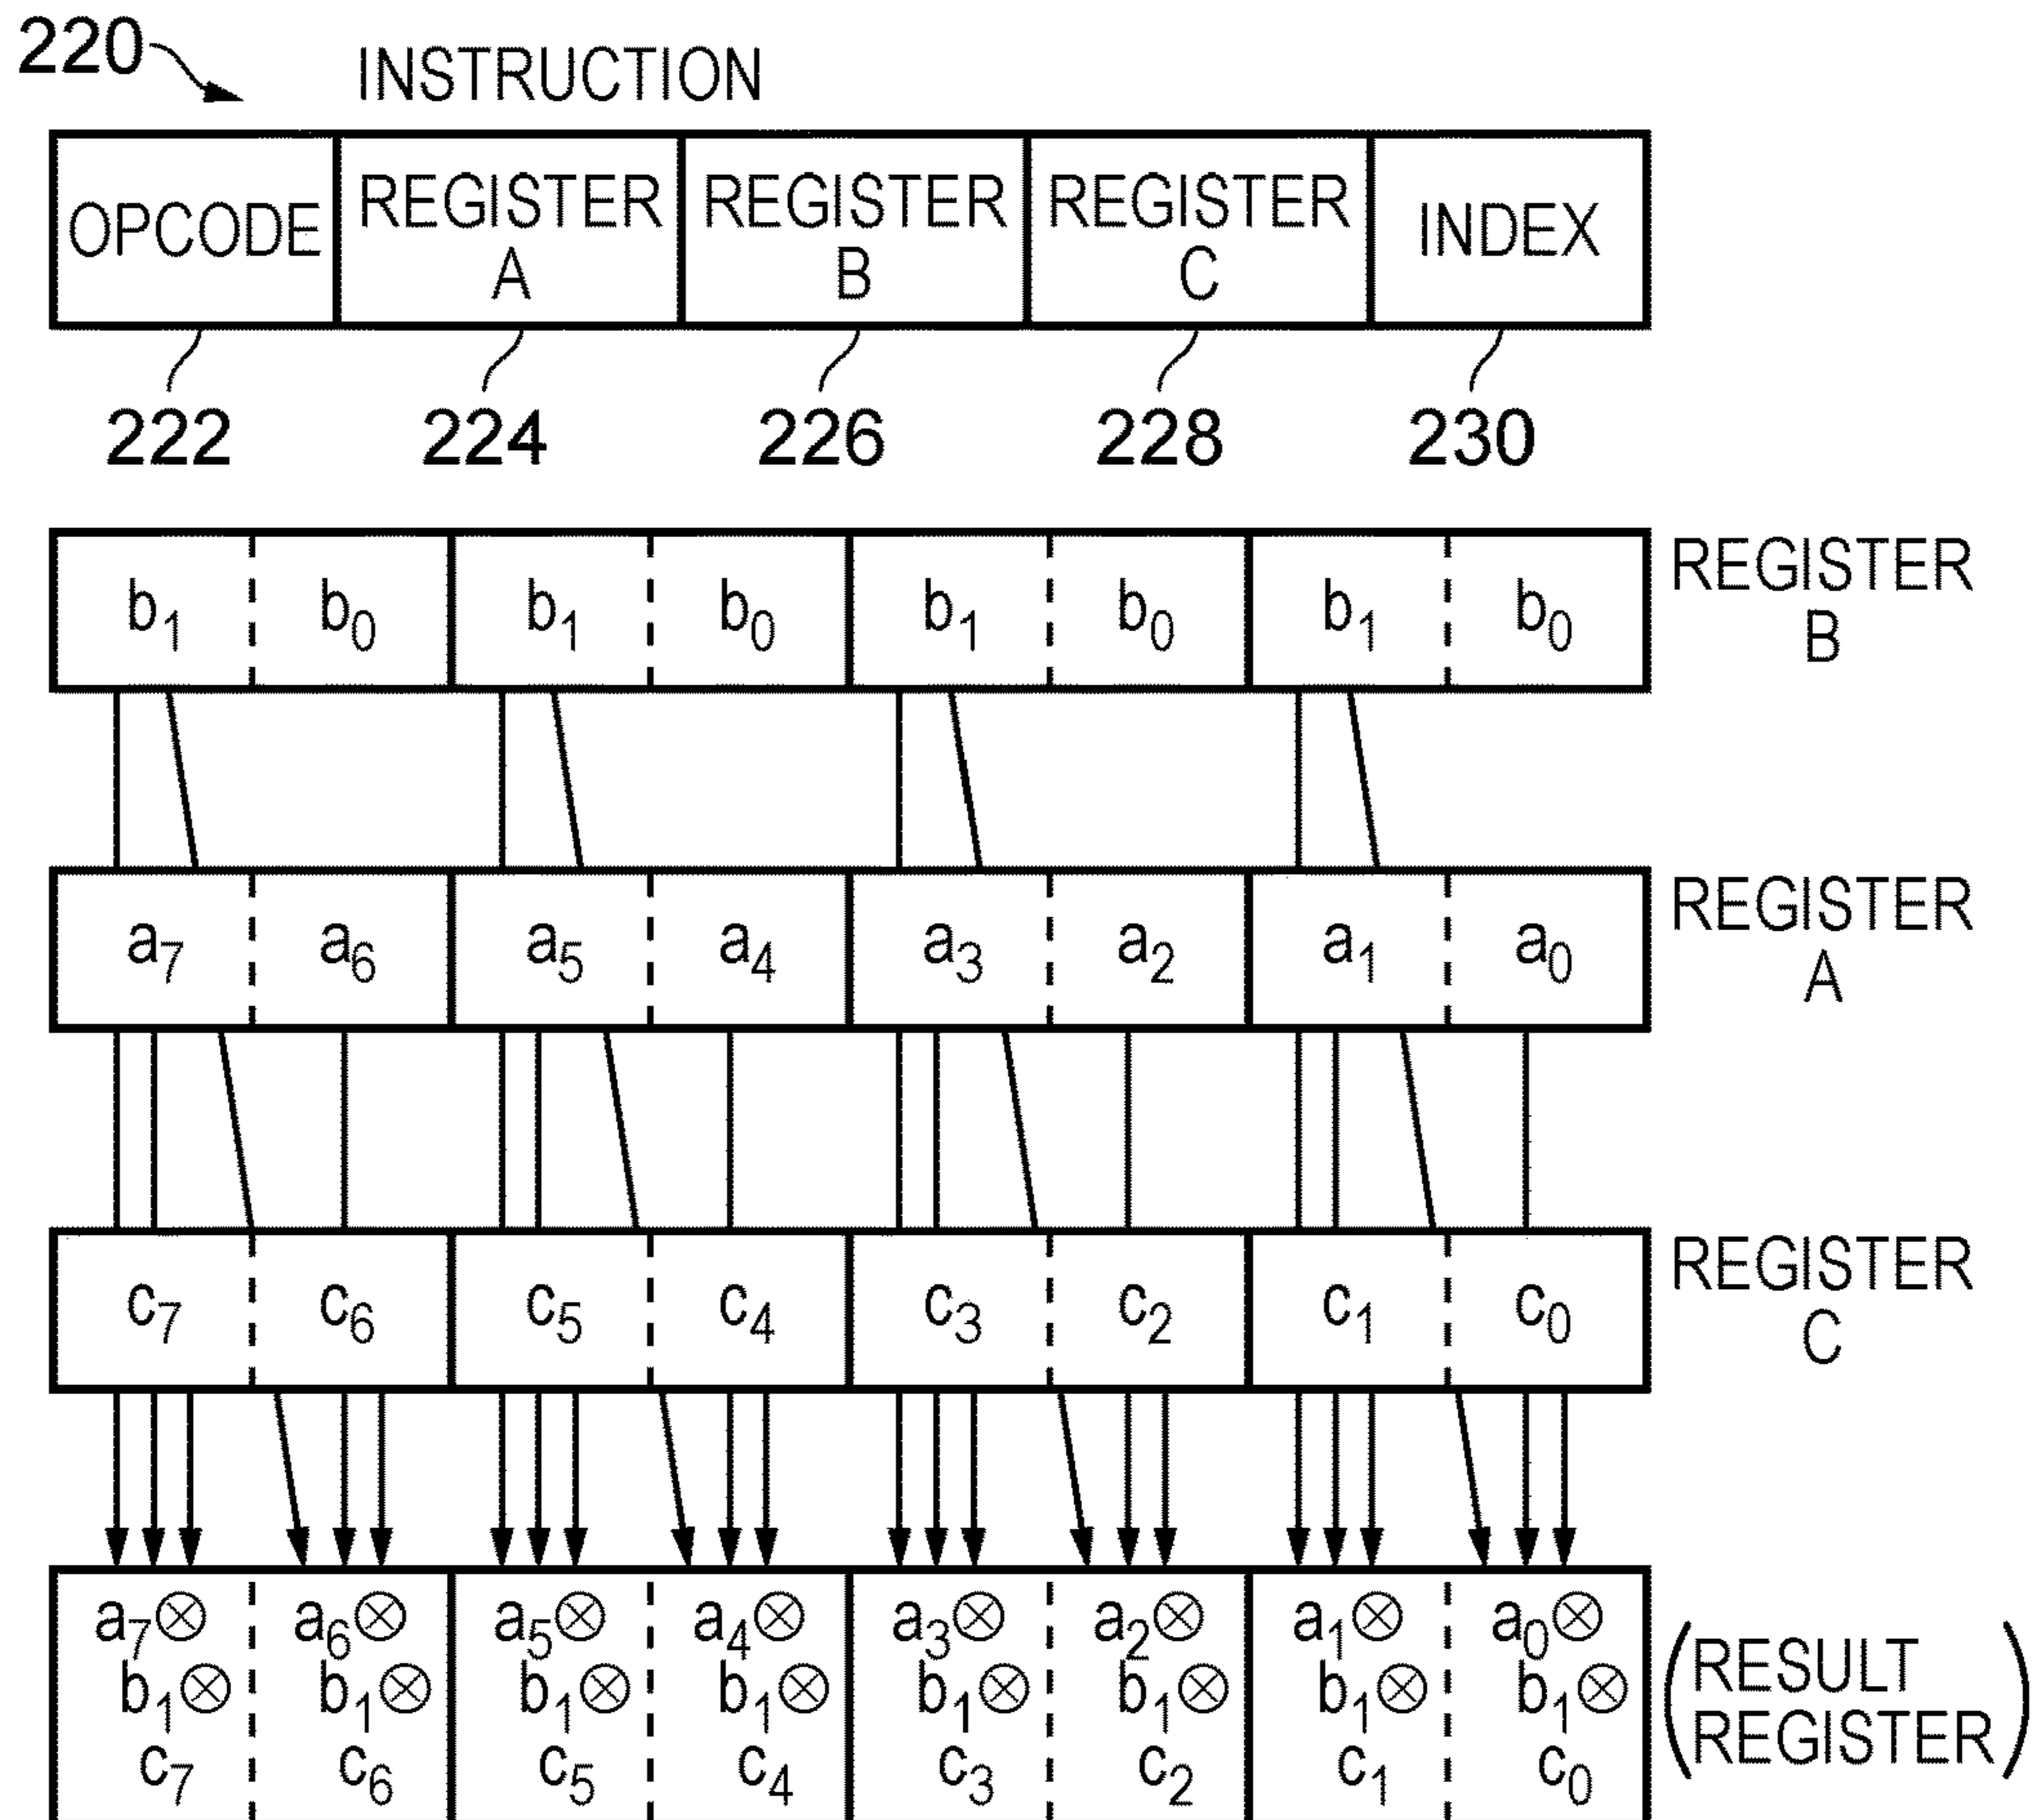 220
INSTRUCTION
OPCODE REGISTER A REGISTER B REGISTER C INDEX
222 224 226 228 230
b₁ b₀ b₁ b₀ b₁ b₀ b₁ b₀ REGISTER B
a₇ a₆ a₅ a₄ a₃ a₂ a₁ a₀ REGISTER A
c₇ c₆ c₅ c₄ c₃ c₂ c₁ c₀ REGISTER C
a₇⊗ a₆⊗ a₅⊗ a₄⊗ a₃⊗ a₂⊗ a₁⊗ a₀⊗
b₁⊗ b₁⊗ b₁⊗ b₁⊗ b₁⊗ b₁⊗ b₁⊗ b₁⊗
c₇ c₆ c₅ c₄ c₃ c₂ c₁ c₀
(RESULT
REGISTER)